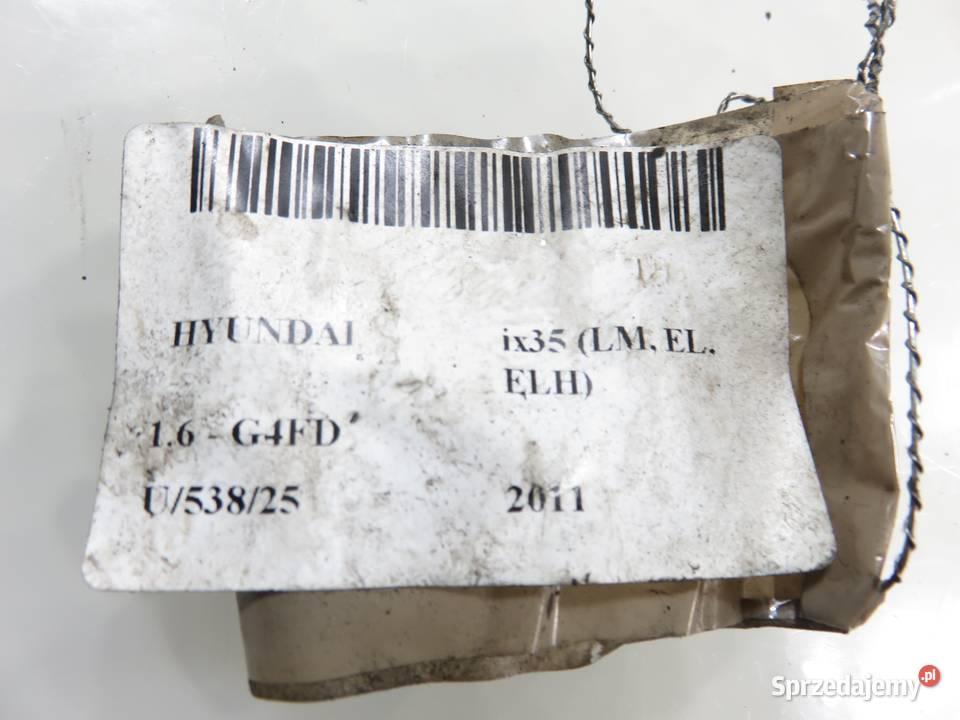 HYUNDAI
ix35 (LM, EL,
ELH)
1.6 - G4FD
U/538/25
2011
Sprzedajemy.pl